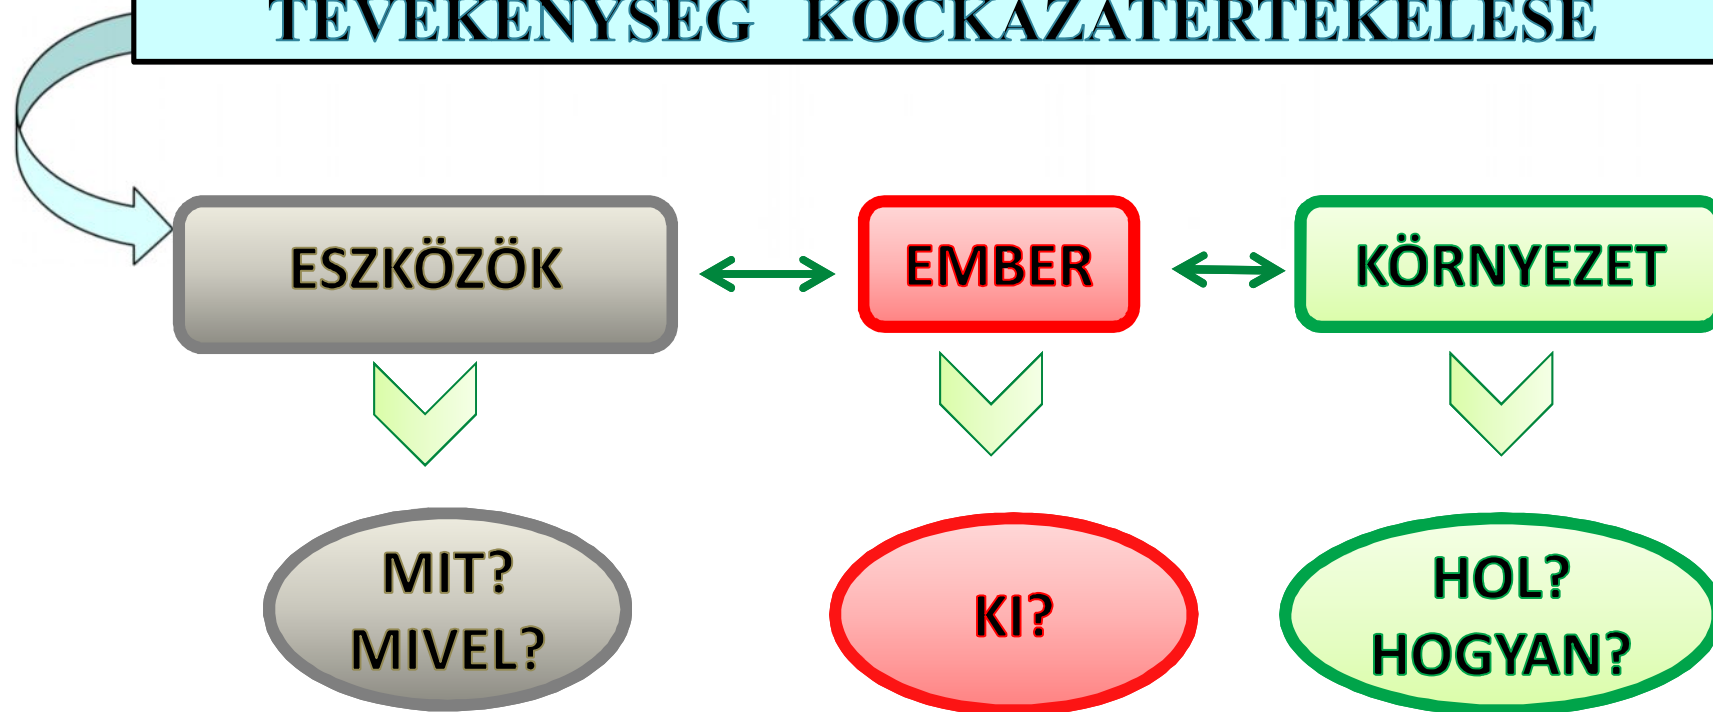 TEVÉKENYSÉG KOCKÁZATÉRTÉKELÉSE
ESZKÖZÖK
EMBER
KÖRNYEZET
MIT?
MIVEL?
KI?
HOL?
HOGYAN?